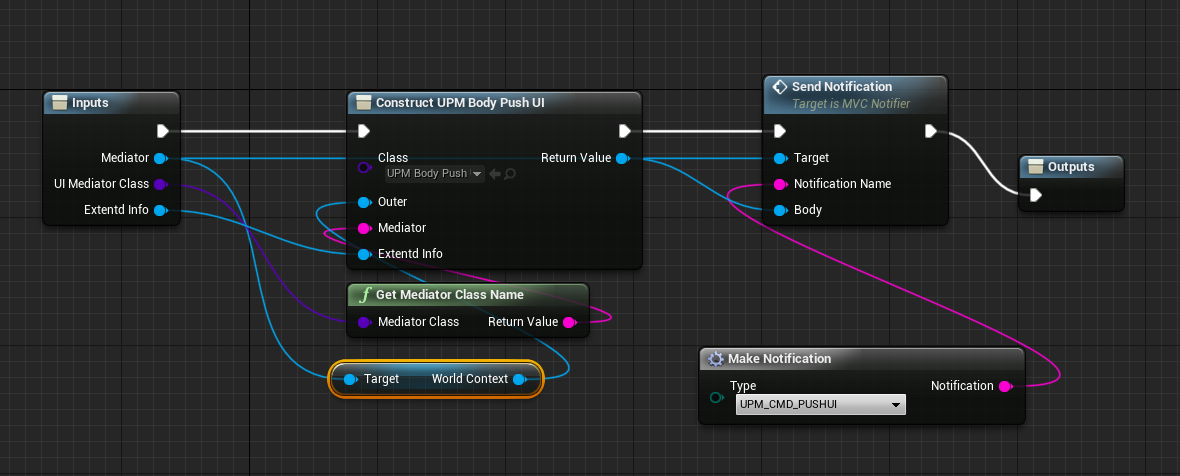 Inputs
Mediator
UI Mediator Class
Extentd Info
Construct UPM Body Push UI
Class
UPM Body Push
Return Value
Outer
Mediator
Extentd Info
Get Mediator Class Name
Mediator Class
Return Value
Target
World Context
Send Notification
Target is MVC Notifier
Target
Notification Name
Body
Outputs
Make Notification
Type
UPM_CMD_PUSHUI
Notification